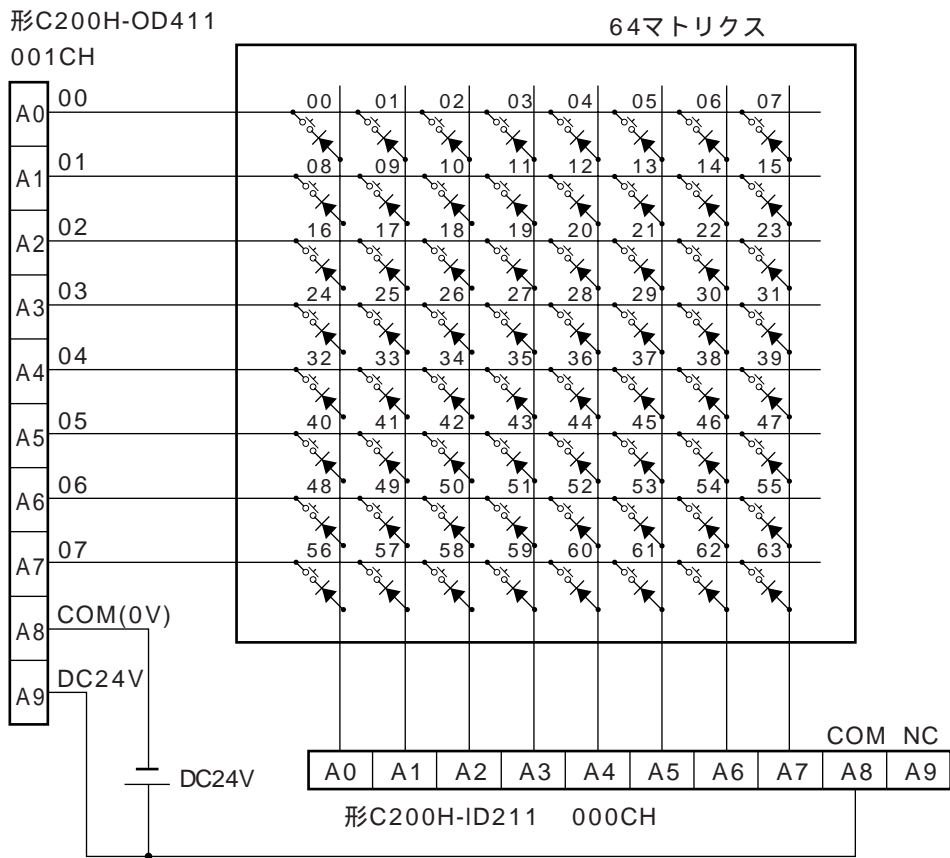 形C200H-OD411
001CH
64マトリクス
A0 00
00 01 02 03 04 05 06 07
A1 01
08 09 10 11 12 13 14 15
A2 02
16 17 18 19 20 21 22 23
A3 03
24 25 26 27 28 29 30 31
A4 04
32 33 34 35 36 37 38 39
A5 05
40 41 42 43 44 45 46 47
A6 06
48 49 50 51 52 53 54 55
A7 07
56 57 58 59 60 61 62 63
A8 COM(0V)
A9 DC24V
DC24V
COM NC
A0 A1 A2 A3 A4 A5 A6 A7 A8 A9
形C200H-ID211 000CH